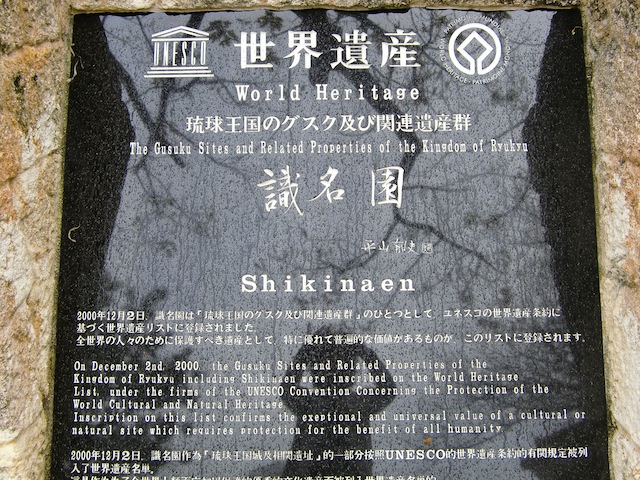 UNESCO
世界遺産
World Heritage
琉球王国のグスク及び関連遺産群
The Gusuku Sites and Related Properties of the Kingdom of Ryukyu
識名園
平山郁夫
Shikinaen
2000年12月2日、識名園は「琉球王国のグスク及び関連遺産群」のひとつとして、ユネスコの世界遺産条約に
基づく世界遺産リストに登録されました。
全世界の人々のために保護すべき遺産として、特に優れて普遍的な価値があるものが、このリストに登録されます。
On December 2nd, 2000, the Gusuku Sites and Related Properties of the
Kingdom of Ryukyu including Shikinaen were inscribed on the World Heritage
List, under the firms of the UNESCO Convention Concerning the Protection of the
World Cultural and Natural Heritage.
Inscription on this list confirms the exeptional and universal value of a cultural or
natural site which requires protection for the benefit of all humanity.
2000年12月2日、識名園作為「琉球王国城及相関遺址」的一部分按照UNESCO的世界遺産条約的有関規定被列
入了世界遺産名単。